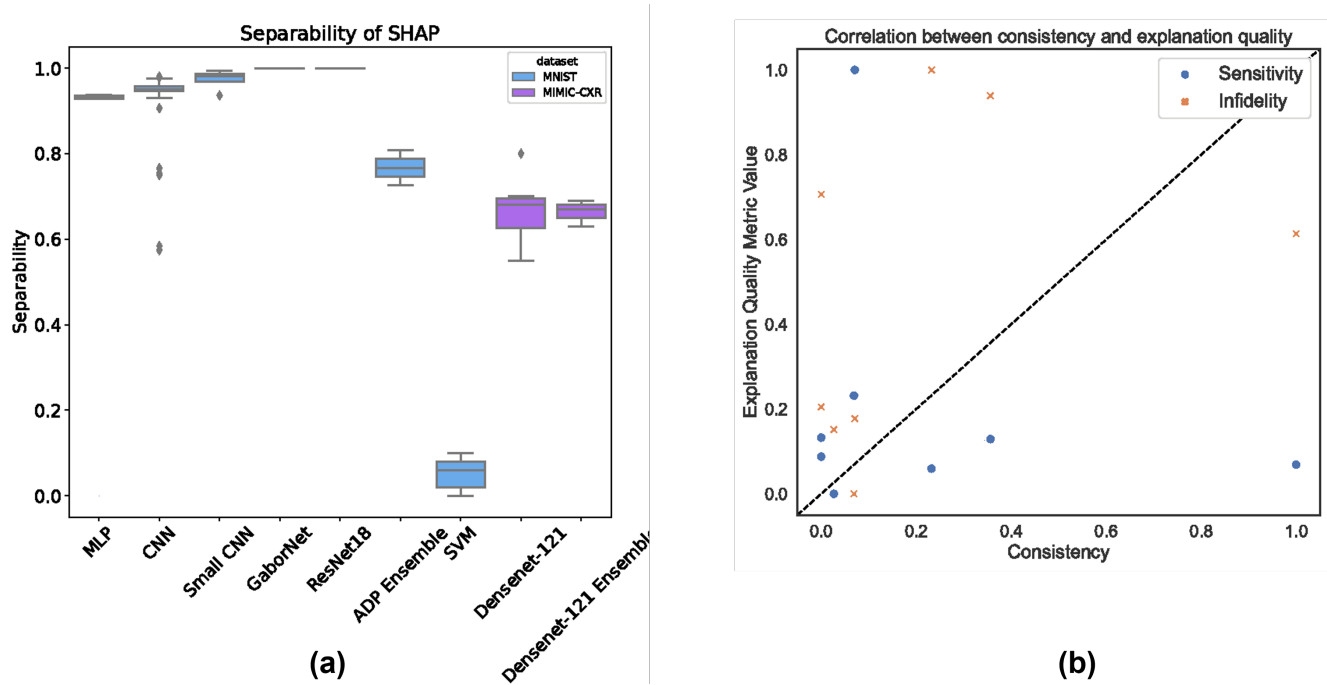 Separability of SHAP
dataset
MNIST
MIMIC-CXR
Separability
1.0
0.8
0.6
0.4
0.2
0.0
MLP
CNN
Small CNN
GaborNet
ResNet18
ADP Ensemble
SVM
Densenet-121
Densenet-121 Ensemble
(a)
Correlation between consistency and explanation quality
Sensitivity
Infidelity
Explanation Quality Metric Value
1.0
0.8
0.6
0.4
0.2
0.0
0.0 0.2 0.4 0.6 0.8 1.0
Consistency
(b)